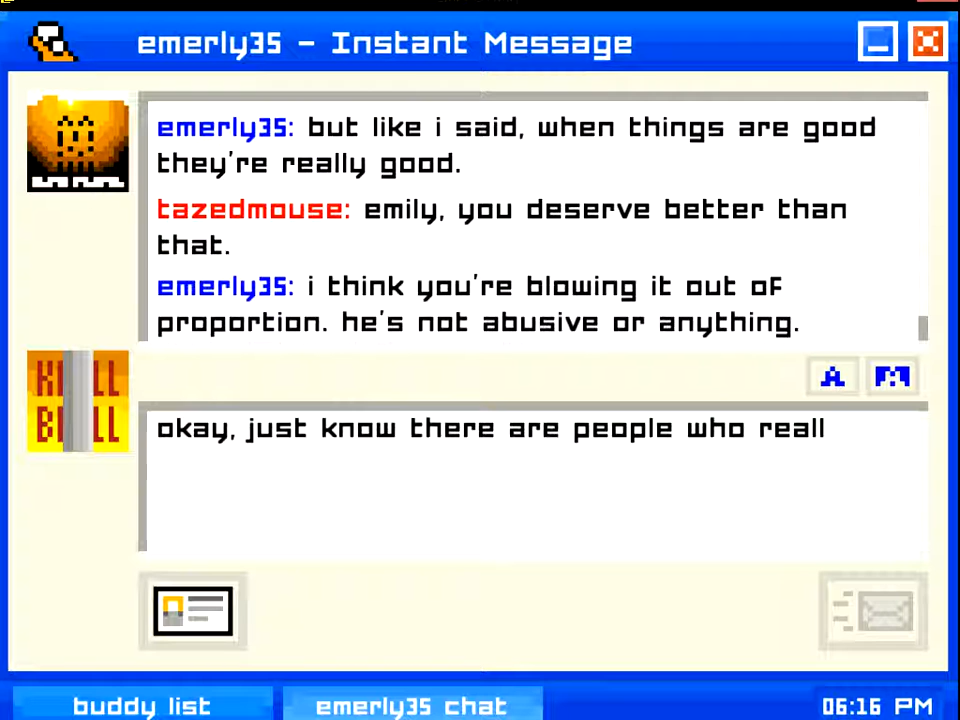 emerly35 - Instant Message
emerly35: but like i said, when things are good
they're really good.
tazedmouse: emily, you deserve better than
that.
emerly35: i think you're blowing it out of
proportion. he's not abusive or anything.
KILL
BILL
A
okay, just know there are people who reall
buddy list
emerly35 chat
06:16 PM